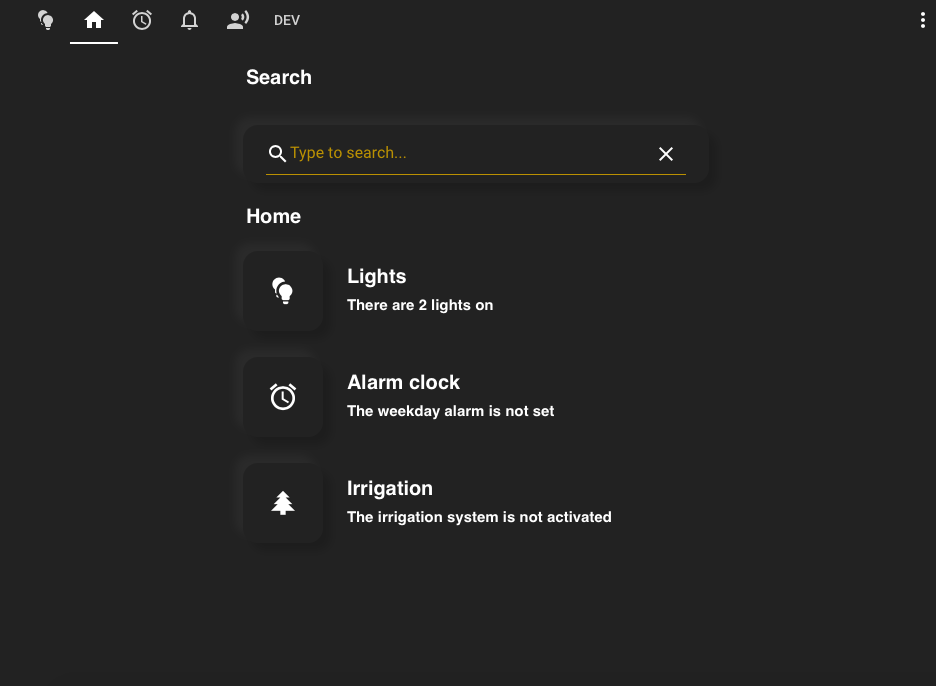 DEV
Search
Type to search...
Home
Lights
There are 2 lights on
Alarm clock
The weekday alarm is not set
Irrigation
The irrigation system is not activated